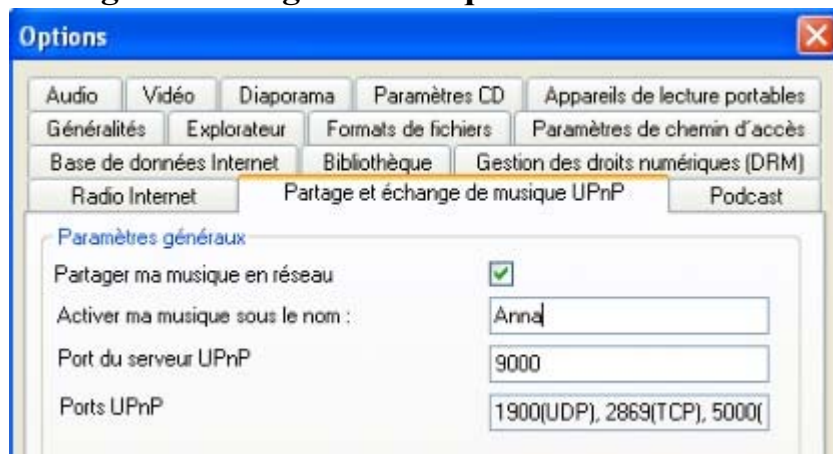 Options
Audio Vidéo Diaporama Paramètres CD Appareils de lecture portables
Généralités Explorateur Formats de fichiers Paramètres de chemin d'accès
Base de données Internet Bibliothèque Gestion des droits numériques (DRM)
Radio Internet Partage et échange de musique UPnP Podcast
Paramètres généraux
Partager ma musique en réseau
Activer ma musique sous le nom : Anna
Port du serveur UPnP 9000
Ports UPnP 1900(UDP), 2869(TCP), 5000(